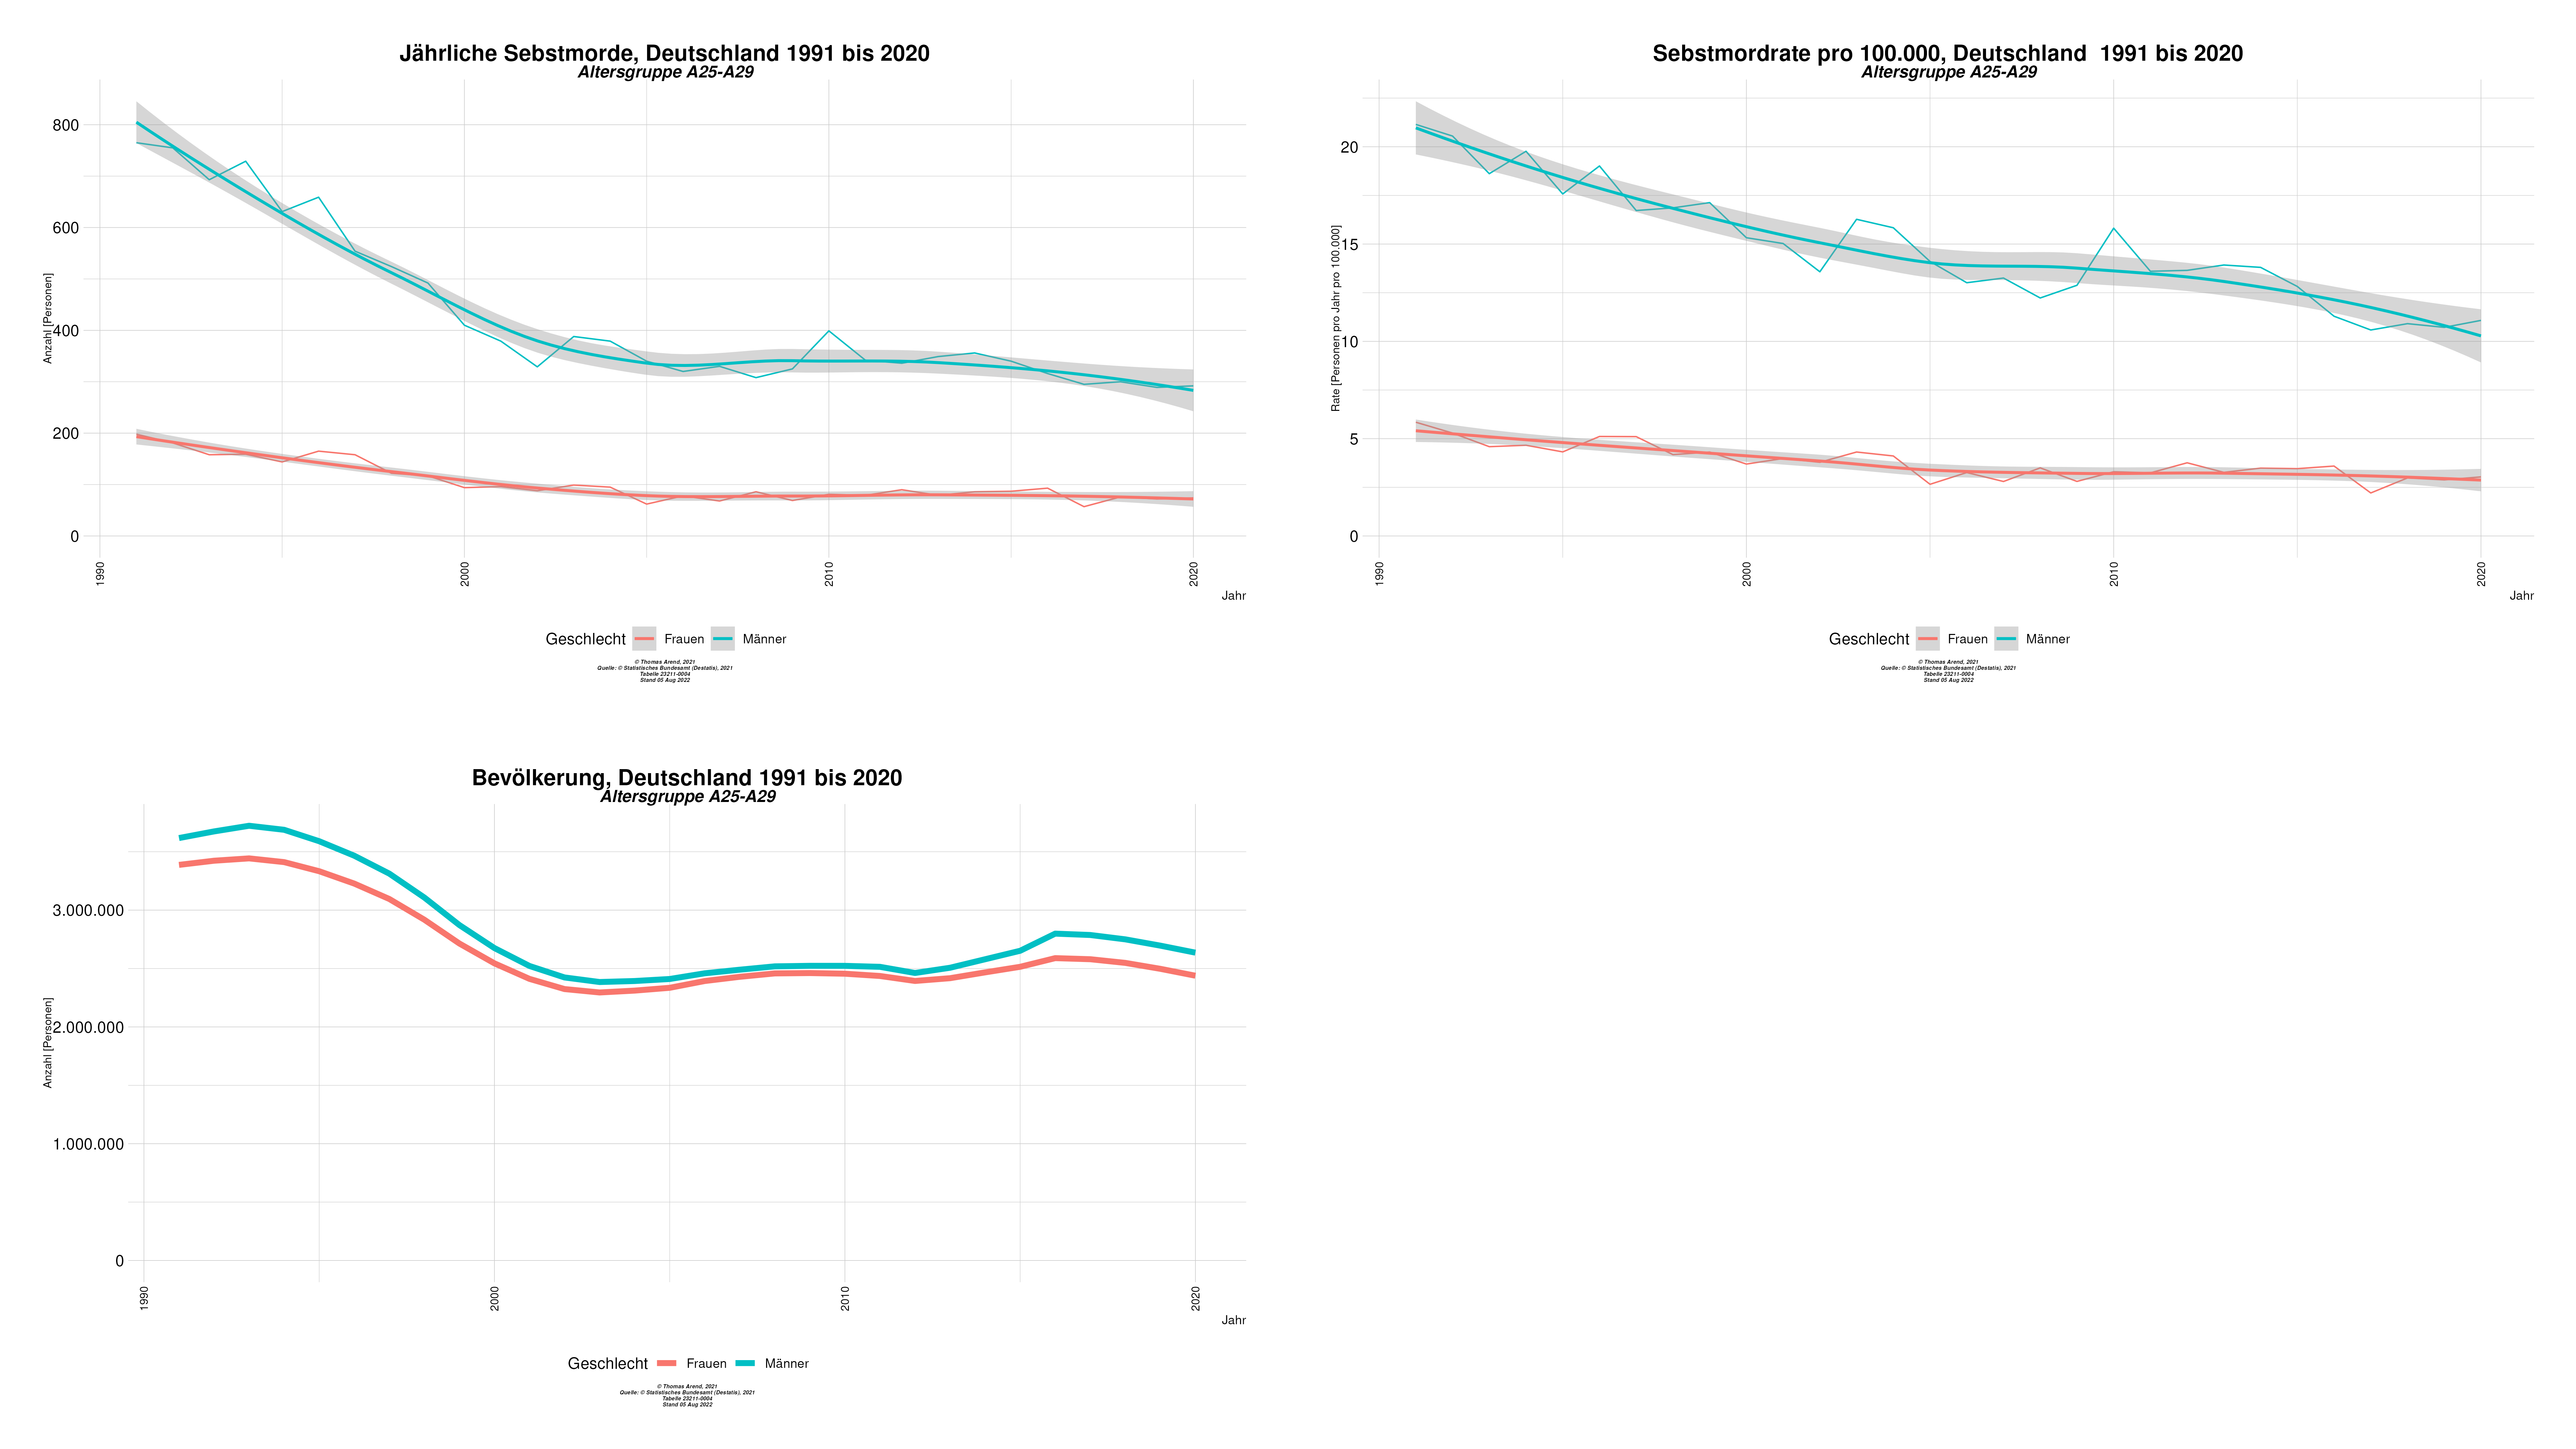 Jährliche Sebstmorde, Deutschland 1991 bis 2020
Altersgruppe A25-A29
Anzahl [Personen]
800
600
400
200
0
1990
2000
2010
2020
Jahr
Geschlecht Frauen Männer
© Thomas Arend, 2021
Quelle: © Statistisches Bundesamt (Destatis), 2021
Tabelle 23211-0004
Stand 05 Aug 2022
Sebstmordrate pro 100.000, Deutschland  1991 bis 2020
Altersgruppe A25-A29
Rate [Personen pro Jahr pro 100.000]
20
15
10
5
0
1990
2000
2010
2020
Jahr
Geschlecht Frauen Männer
© Thomas Arend, 2021
Quelle: © Statistisches Bundesamt (Destatis), 2021
Tabelle 23211-0004
Stand 05 Aug 2022
Bevölkerung, Deutschland 1991 bis 2020
Altersgruppe A25-A29
Anzahl [Personen]
3.000.000
2.000.000
1.000.000
0
1990
2000
2010
2020
Jahr
Geschlecht Frauen Männer
© Thomas Arend, 2021
Quelle: © Statistisches Bundesamt (Destatis), 2021
Tabelle 23211-0004
Stand 05 Aug 2022